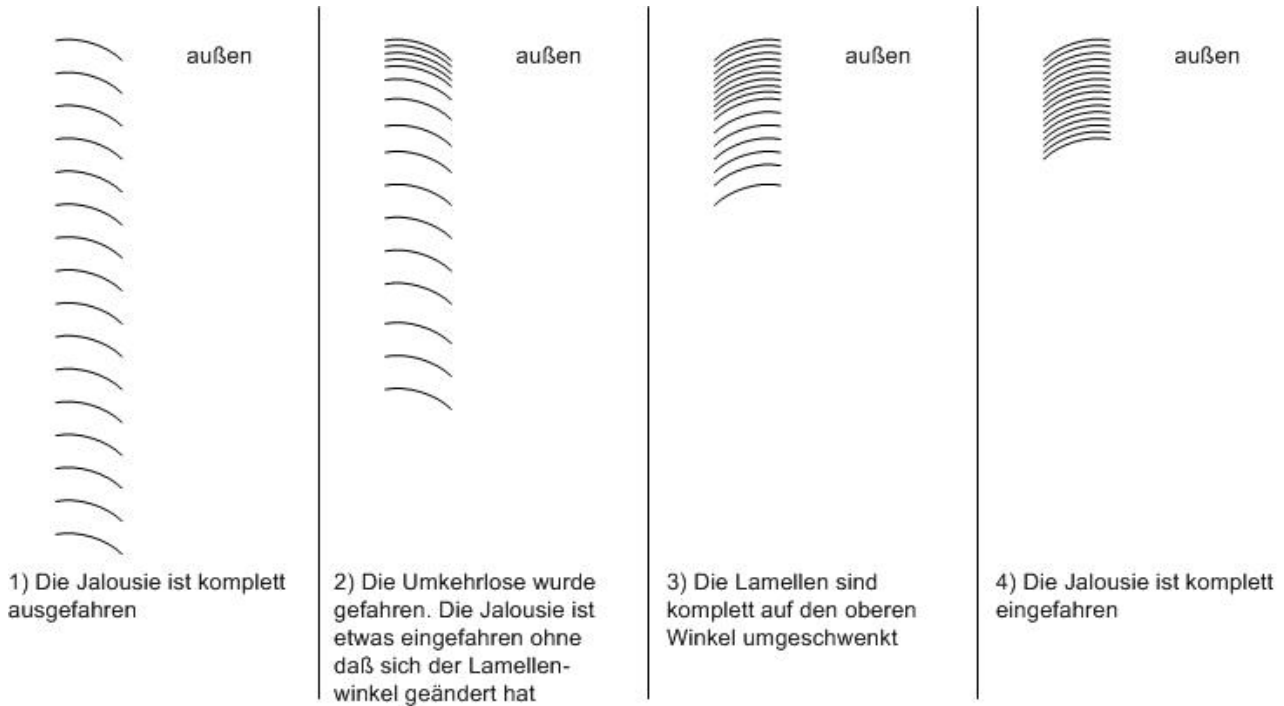 außen
außen
außen
außen
1) Die Jalousie ist komplett
ausgefahren
2) Die Umkehrlose wurde
gefahren. Die Jalousie ist
etwas eingefahren ohne
daß sich der Lamellen-
winkel geändert hat
3) Die Lamellen sind
komplett auf den oberen
Winkel umgeschwenkt
4) Die Jalousie ist komplett
eingefahren